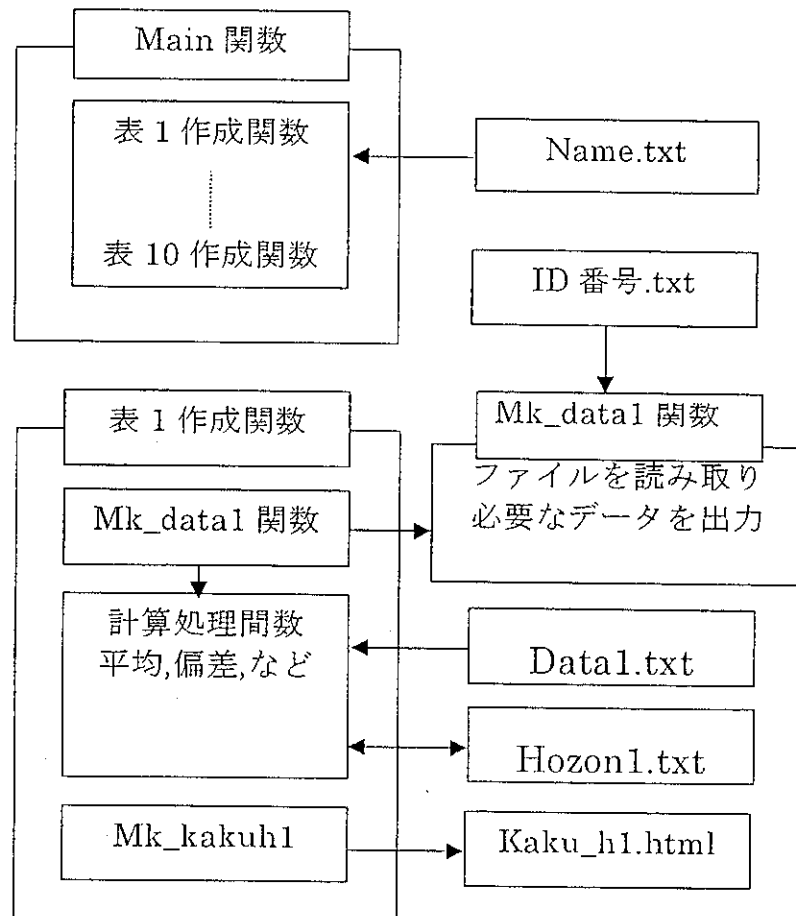 Main 関数
表 1 作成関数
表 10 作成関数
Name.txt
ID 番号.txt
表 1 作成関数
Mk_data1 関数
計算処理間数
平均,偏差,など
Mk_kakuh1
Mk_data1 関数
ファイルを読み取り
必要なデータを出力
Data1.txt
Hozon1.txt
Kaku_h1.html